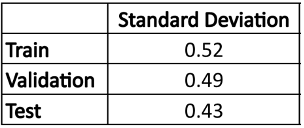 Standard Deviation
Train 0.52
Validation 0.49
Test 0.43